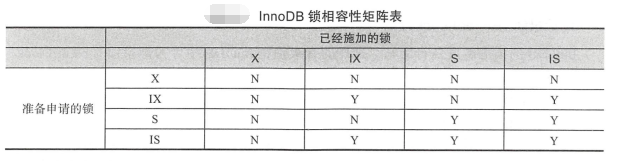 InnoDB 锁相容性矩阵表
已经施加的锁
X IX S IS
准备申请的锁 X N N N N
IX N Y N Y
S N N Y Y
IS N Y Y Y